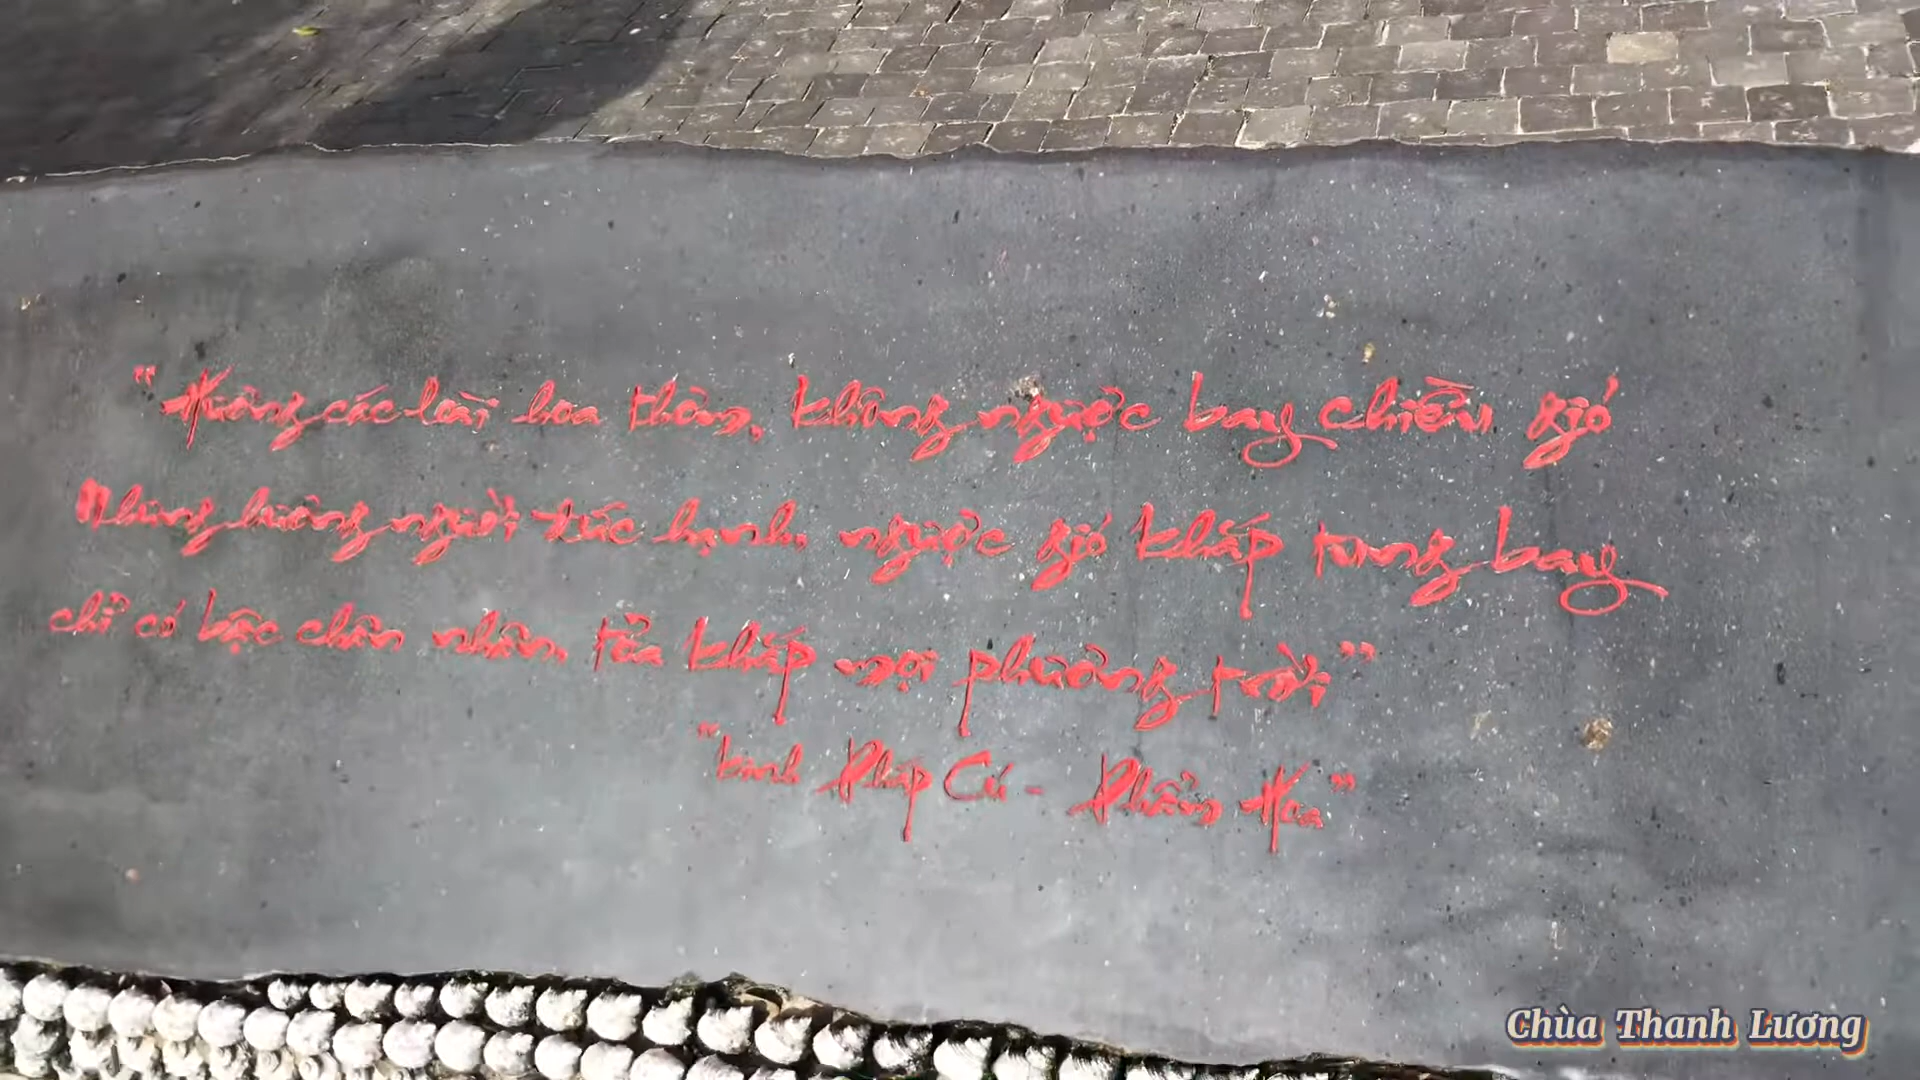 "Hương các loài hoa thơm, không ngược bay chiều gió
Nhưng hương người đức hạnh, ngược gió khắp tung bay
chỉ có bậc chân nhân, tỏa khắp mọi phương trời"
"kinh Pháp Cú - Phẩm Hoa"
Chùa Thanh Lương